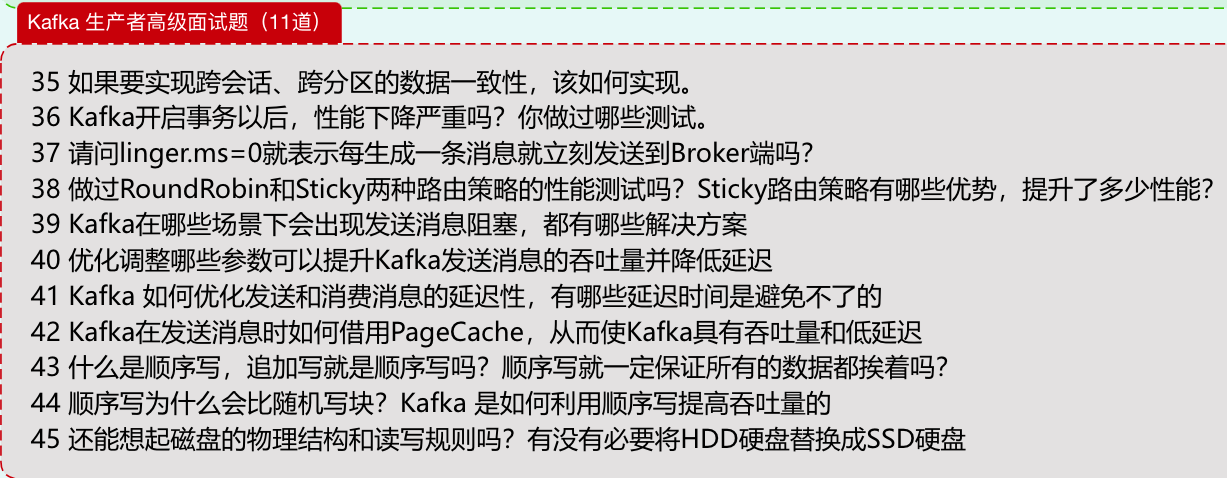 Kafka 生产者高级面试题（11道）
35 如果要实现跨会话、跨分区的数据一致性，该如何实现。
36 Kafka开启事务以后，性能下降严重吗？你做过哪些测试。
37 请问linger.ms=0就表示每生成一条消息就立刻发送到Broker端吗？
38 做过RoundRobin和Sticky两种路由策略的性能测试吗？Sticky路由策略有哪些优势，提升了多少性能？
39 Kafka在哪些场景下会出现发送消息阻塞，都有哪些解决方案
40 优化调整哪些参数可以提升Kafka发送消息的吞吐量并降低延迟
41 Kafka 如何优化发送和消费消息的延迟性，有哪些延迟时间是避免不了的
42 Kafka在发送消息时如何借用PageCache，从而使Kafka具有吞吐量和低延迟
43 什么是顺序写，追加写就是顺序写吗？顺序写就一定保证所有的数据都挨着吗？
44 顺序写为什么会比随机写块？Kafka 是如何利用顺序写提高吞吐量的
45 还能想起磁盘的物理结构和读写规则吗？有没有必要将HDD硬盘替换成SSD硬盘